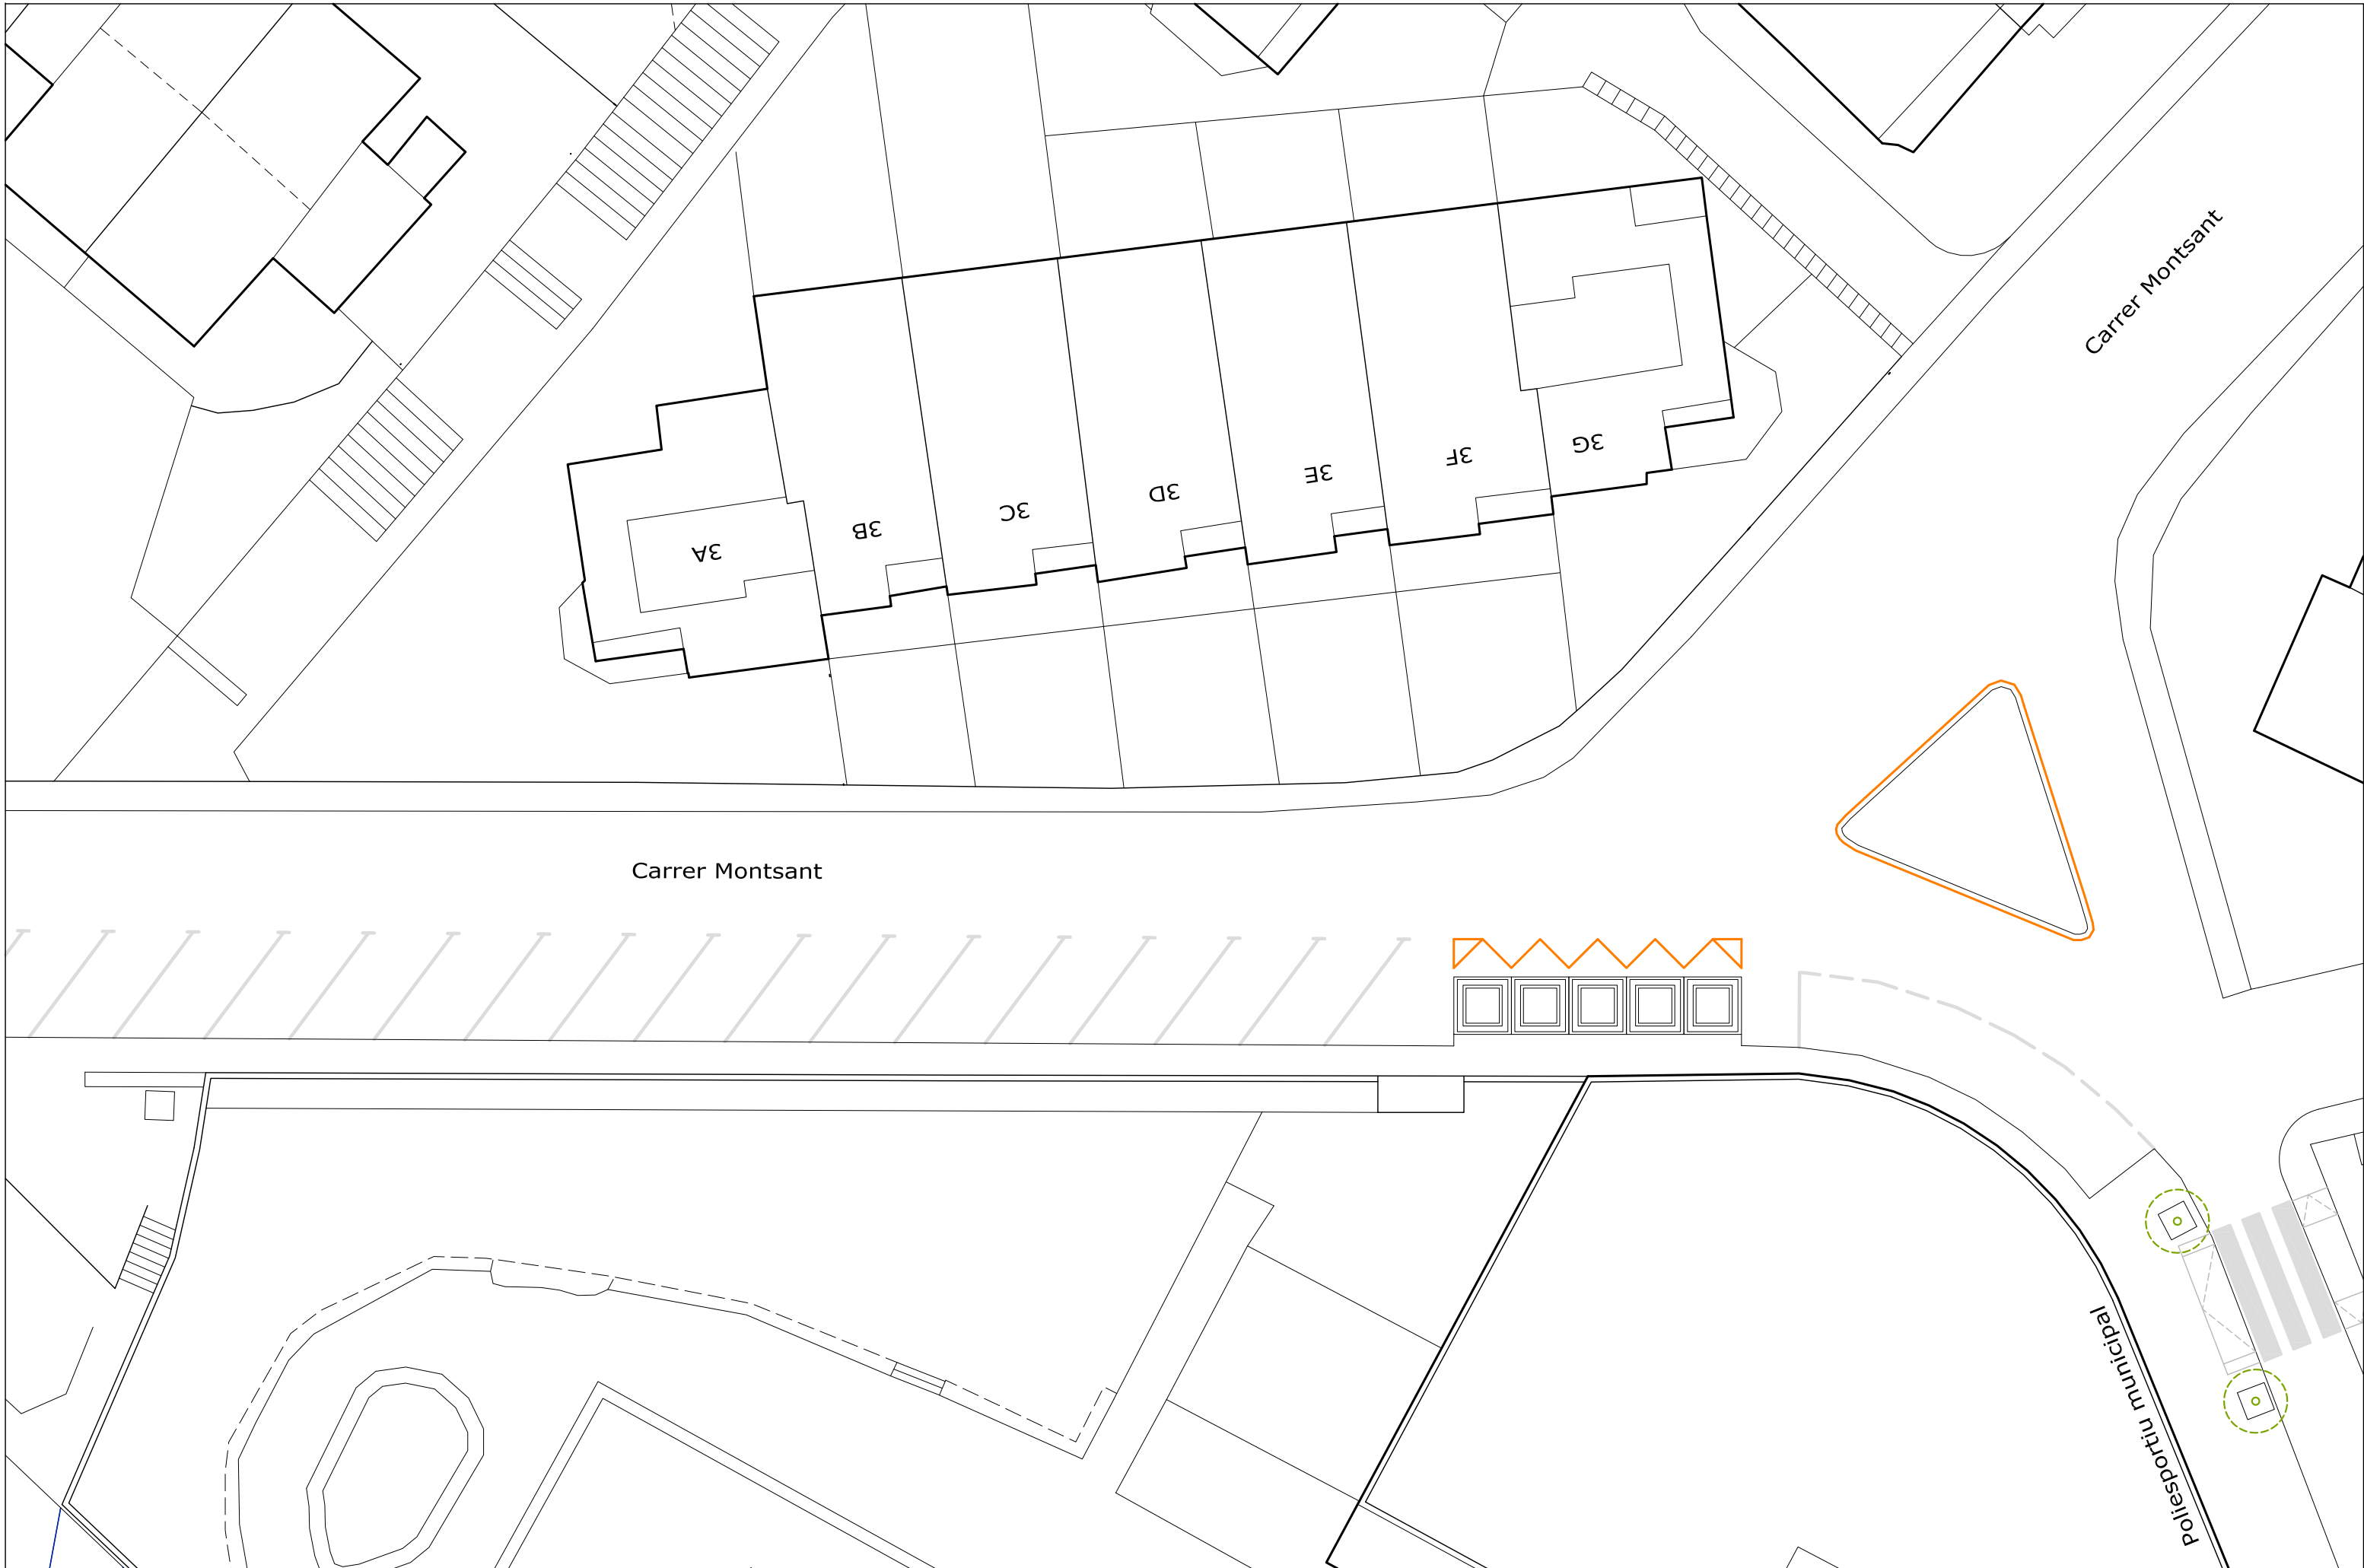 Carrer Montsant
3G
3F
3E
3D
3C
3B
3A
Carrer Montsant
Poliesportiu municipal